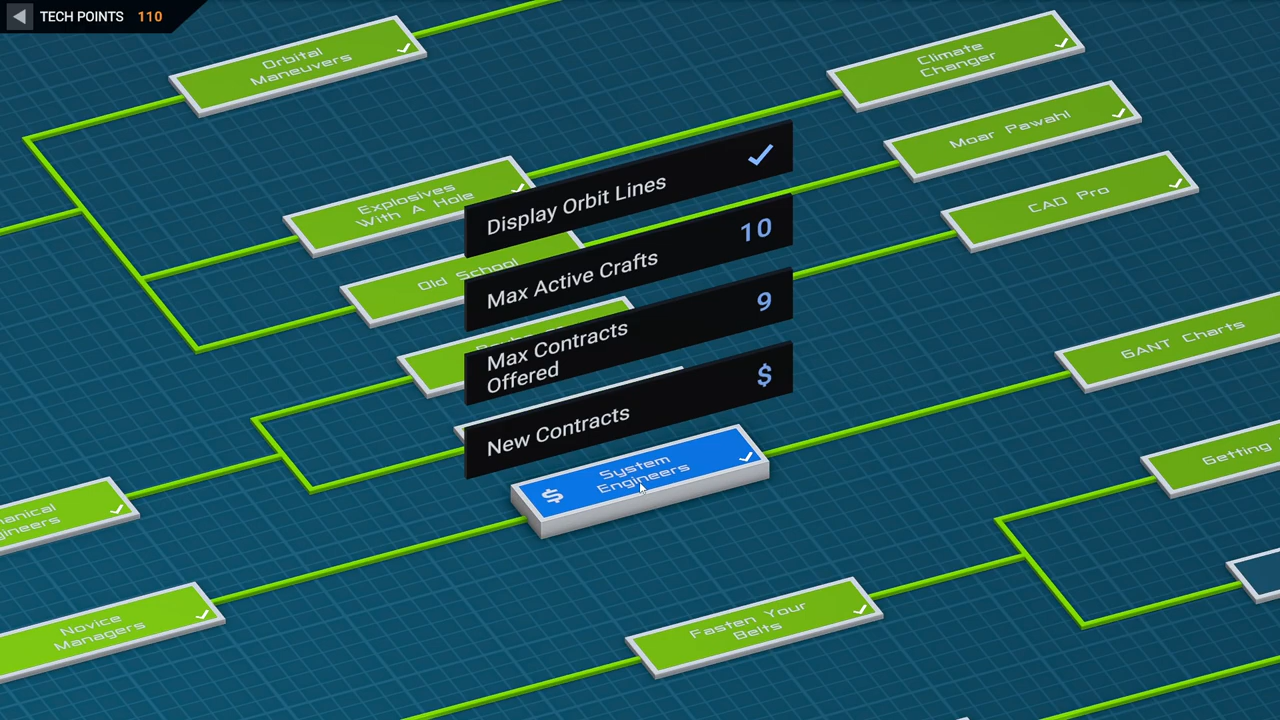 TECH POINTS 110
Orbital
Maneuvers
Climate
Changer
Moar Pawah!
CAD Pro
Explosives
With A Hole
Old School
Display Orbit Lines
Max Active Crafts 10
Max Contracts
Offered 9
New Contracts $
$ System
Engineers
GANT Charts
Getting
Novice
Managers
Fasten Your
Belts